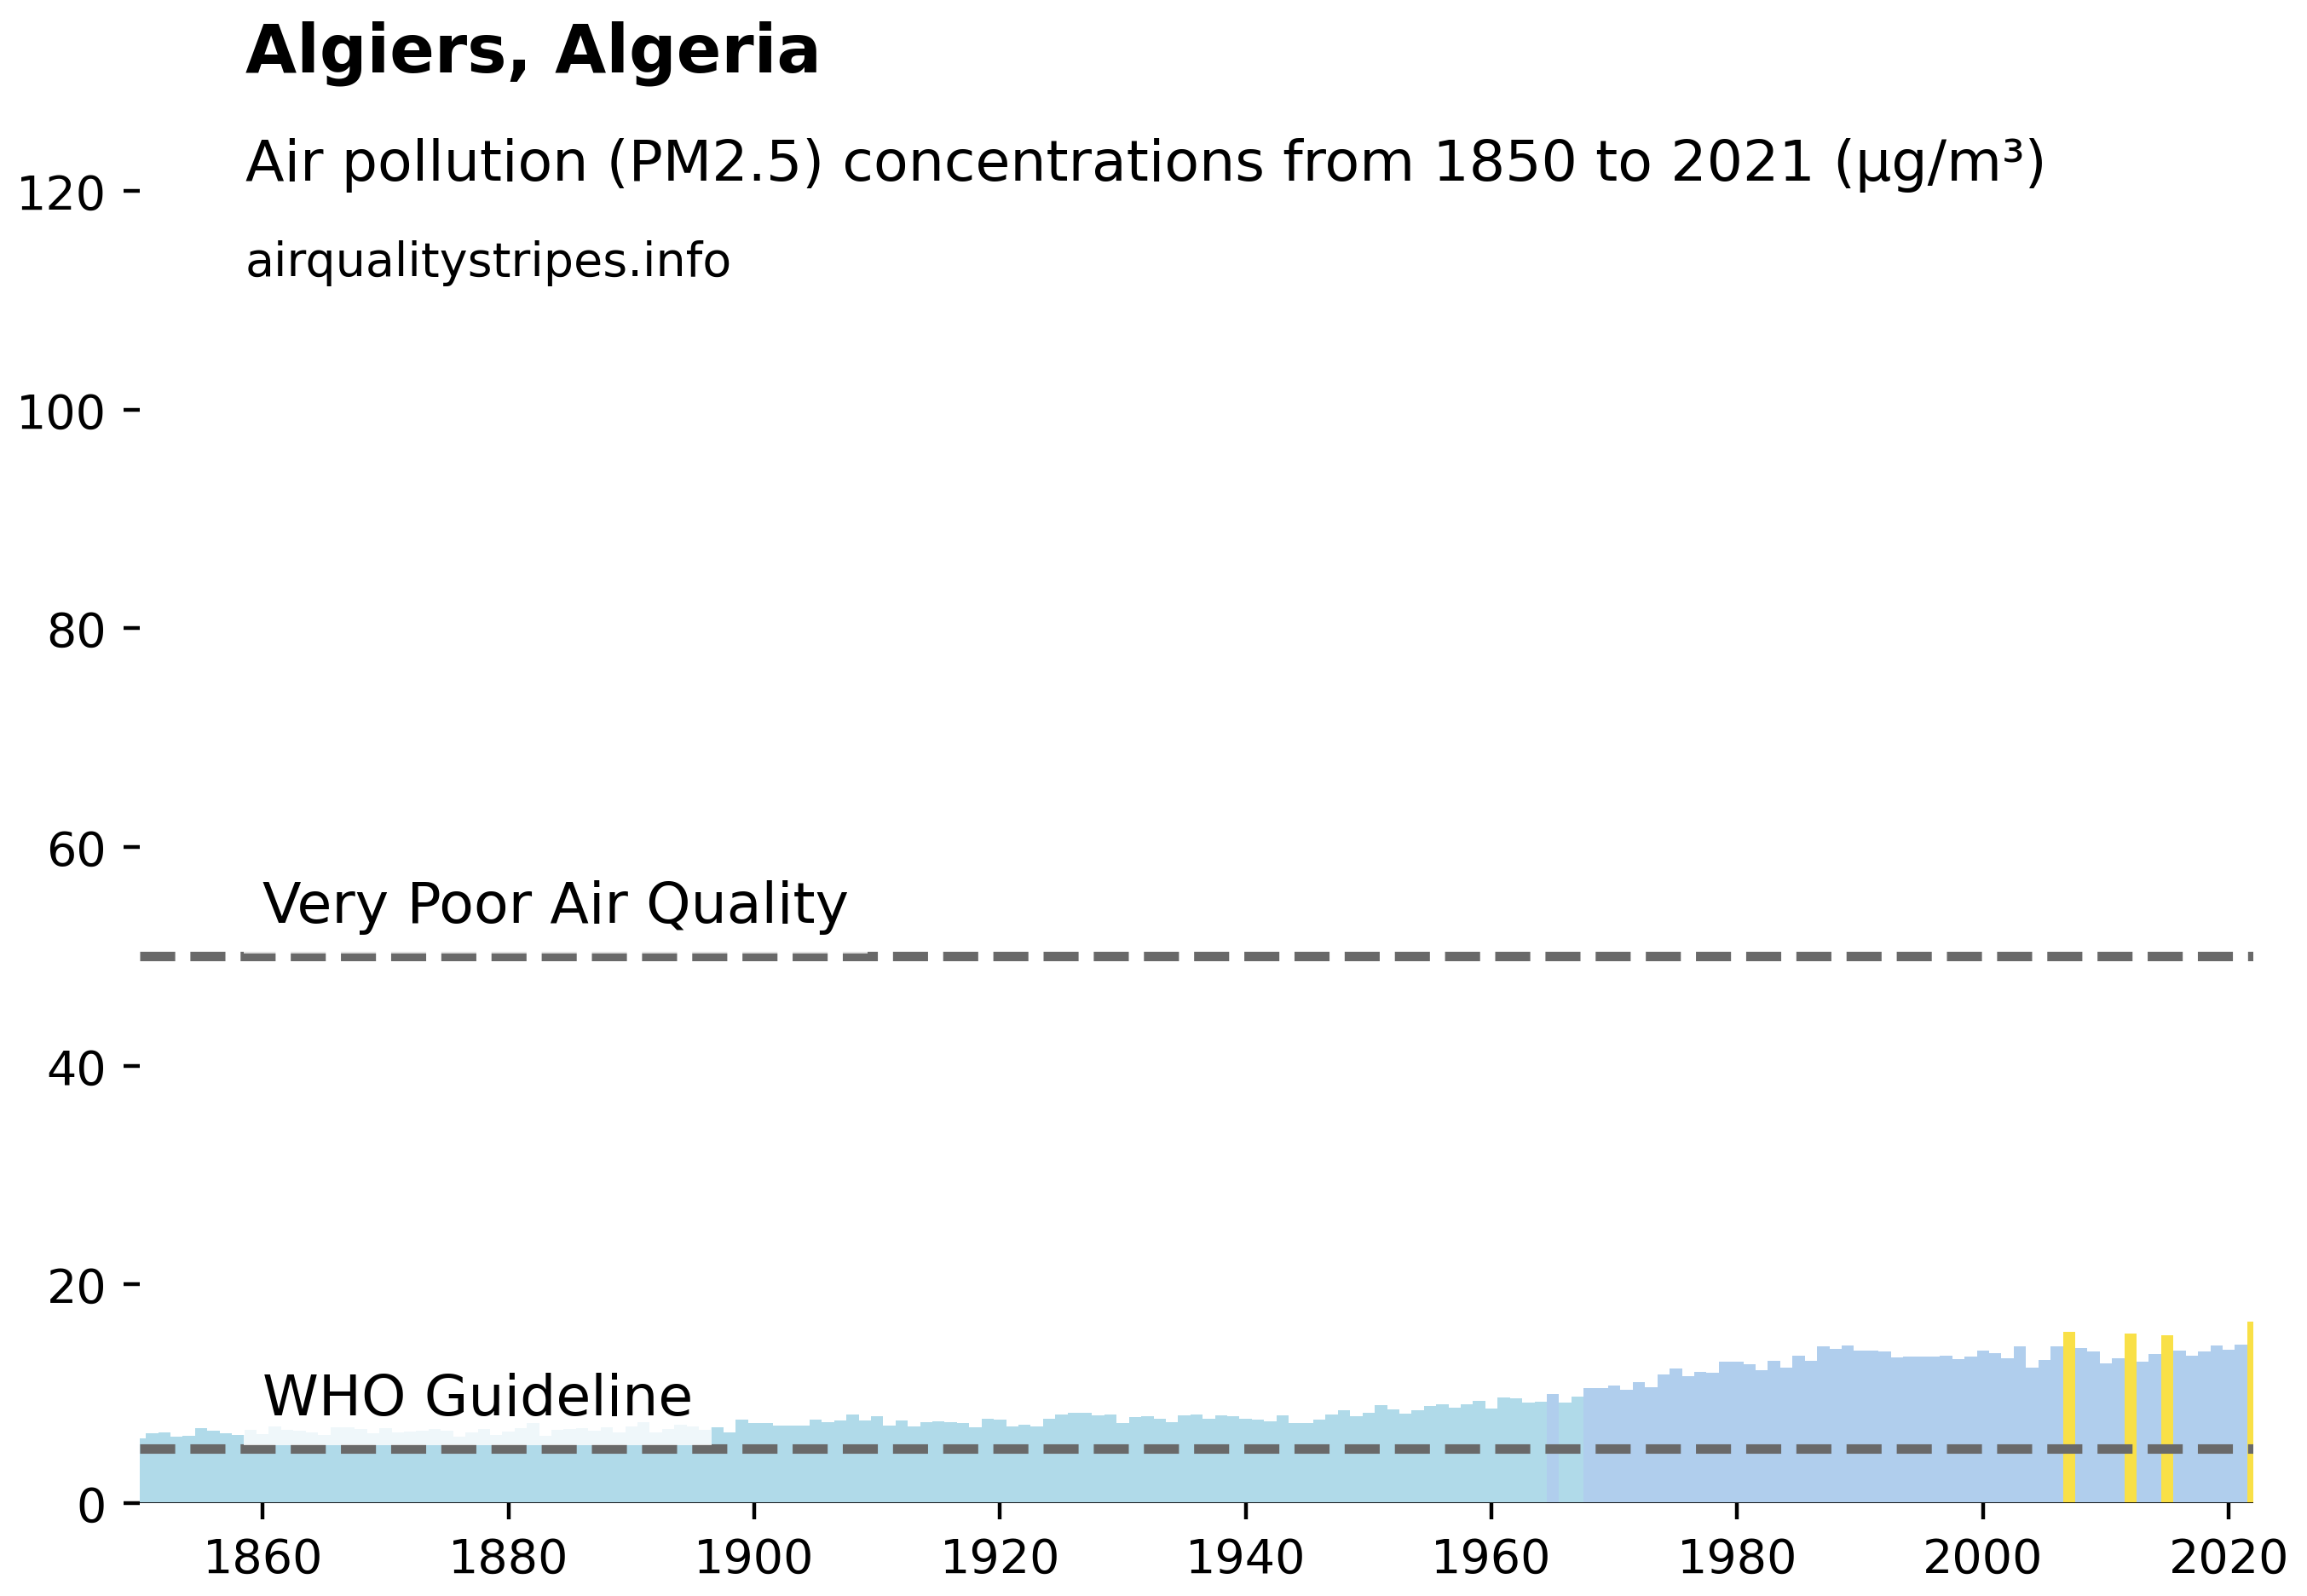 Algiers, Algeria
Air pollution (PM2.5) concentrations from 1850 to 2021 (µg/m³)
airqualitystripes.info
120
100
80
60
Very Poor Air Quality
40
20
WHO Guideline
0
1860 1880 1900 1920 1940 1960 1980 2000 2020